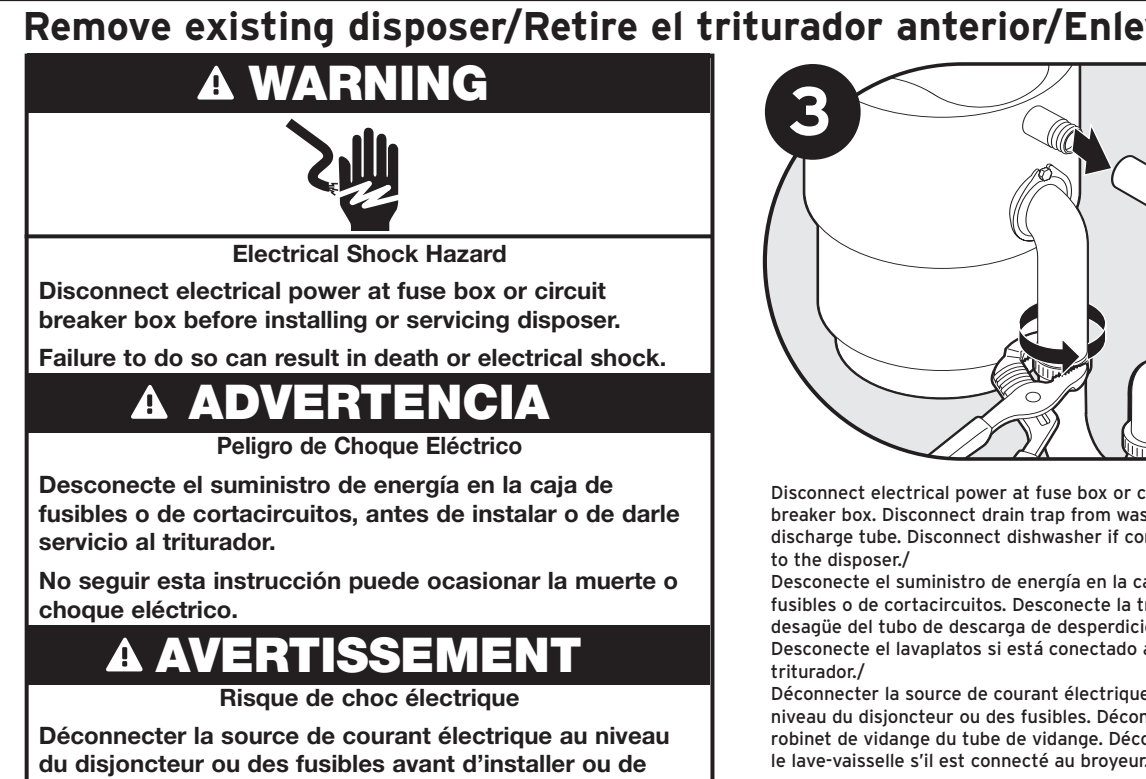 Remove existing disposer/Retire el triturador anterior/
WARNING
Electrical Shock Hazard
Disconnect electrical power at fuse box or circuit
breaker box before installing or servicing disposer.
Failure to do so can result in death or electrical shock.
ADVERTENCIA
Peligro de Choque Eléctrico
Desconecte el suministro de energía en la caja de
fusibles o de cortacircuitos, antes de instalar o de darle
servicio al triturador.
No seguir esta instrucción puede ocasionar la muerte o
choque eléctrico.
AVERTISSEMENT
Risque de choc électrique
Déconnecter la source de courant électrique au niveau
du disjoncteur ou des fusibles avant d'installer ou de
3
Disconnect electrical power at fuse box or
breaker box. Disconnect drain trap from
discharge tube. Disconnect dishwasher if
to the disposer./
Desconecte el suministro de energía en la
fusibles o de cortacircuitos. Desconecte la
desagüe del tubo de descarga de
Desconecte el lavaplatos si está conectado
triturador./
Déconnecter la source de courant électrique
niveau du disjoncteur ou des fusibles.
robinet de vidange du tube de vidange.
le lave-vaisselle s'il est connecté au broyeur